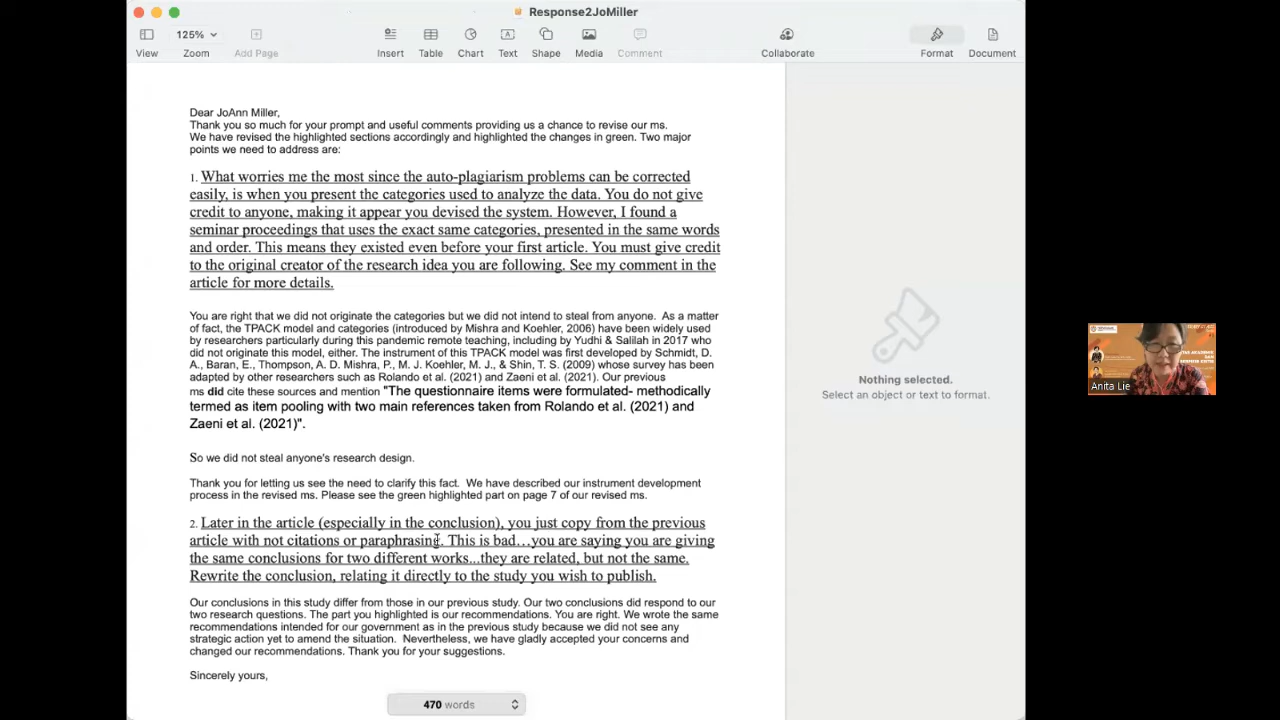 Response2JoMiller
125%
View
Zoom
Add Page
Insert
Table
Chart
Text
Shape
Media
Comment
Collaborate
Format
Document
Dear JoAnn Miller,
Thank you so much for your prompt and useful comments providing us a chance to revise our ms.
We have revised the highlighted sections accordingly and highlighted the changes in green. Two major
points we need to address are:
1. What worries me the most since the auto-plagiarism problems can be corrected
easily, is when you present the categories used to analyze the data. You do not give
credit to anyone, making it appear you devised the system. However, I found a
seminar proceedings that uses the exact same categories, presented in the same words
and order. This means they existed even before your first article. You must give credit
to the original creator of the research idea you are following. See my comment in the
article for more details.
You are right that we did not originate the categories but we did not intend to steal from anyone. As a matter
of fact, the TPACK model and categories (introduced by Mishra and Koehler, 2006) have been widely used
by researchers particularly during this pandemic remote teaching, including by Yudhi & Salilah in 2017 who
did not originate this model, either. The instrument of this TPACK model was first developed by Schmidt, D.
A., Baran, E., Thompson, A. D. Mishra, P., M. J. Koehler, M. J., & Shin, T. S. (2009) whose survey has been
adapted by other researchers such as Rolando et al. (2021) and Zaeni et al. (2021). Our previous
ms did cite these sources and mention "The questionnaire items were formulated- methodically
termed as item pooling with two main references taken from Rolando et al. (2021) and
Zaeni et al. (2021)".
So we did not steal anyone's research design.
Thank you for letting us see the need to clarify this fact. We have described our instrument development
process in the revised ms. Please see the green highlighted part on page 7 of our revised ms.
2. Later in the article (especially in the conclusion), you just copy from the previous
article with not citations or paraphrasing. This is bad…you are saying you are giving
the same conclusions for two different works...they are related, but not the same.
Rewrite the conclusion, relating it directly to the study you wish to publish.
Our conclusions in this study differ from those in our previous study. Our two conclusions did respond to our
two research questions. The part you highlighted is our recommendations. You are right. We wrote the same
recommendations intended for our government as in the previous study because we did not see any
strategic action yet to amend the situation. Nevertheless, we have gladly accepted your concerns and
changed our recommendations. Thank you for your suggestions.
Sincerely yours,
470 words
Nothing selected.
Select an object or text to format.
Anita Lie